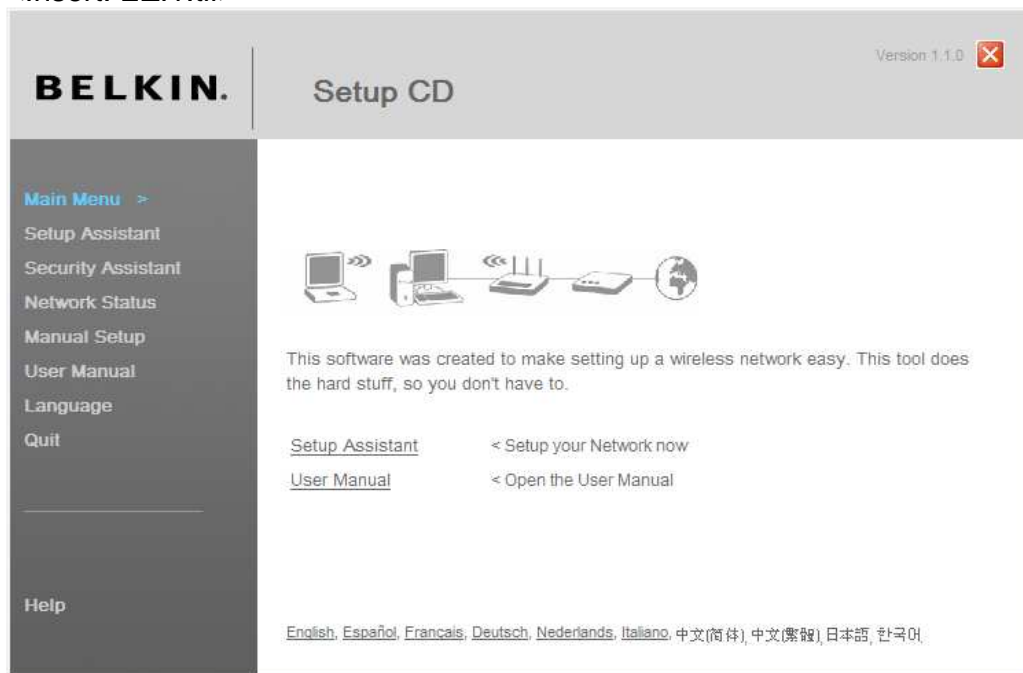 BELKIN.
Setup CD
Version 1.1.0
Main Menu >
Setup Assistant
Security Assistant
Network Status
Manual Setup
User Manual
Language
Quit
Help
This software was created to make setting up a wireless network easy. This tool does
the hard stuff, so you don't have to.
Setup Assistant < Setup your Network now
User Manual < Open the User Manual
English, Español, Francais, Deutsch, Nederlands, Italiano, 中文(简体), 中文(繁體), 日本語, 한국어,